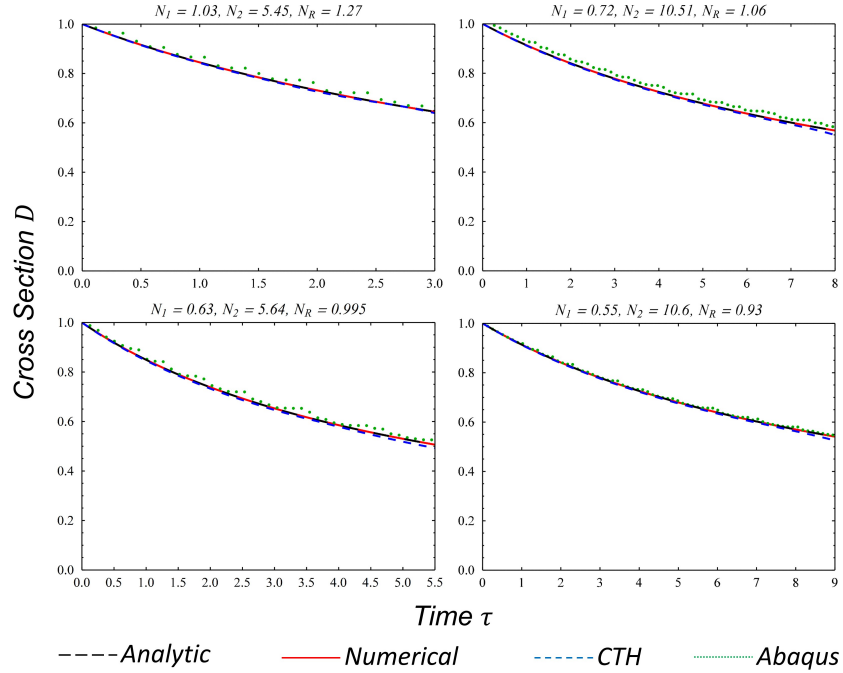 N1 = 1.03, N2 = 5.45, NR = 1.27
N1 = 0.72, N2 = 10.51, NR = 1.06
1.0
0.8
0.6
0.4
0.2
0.0
0.0 0.5 1.0 1.5 2.0 2.5 3.0
1.0
0.8
0.6
0.4
0.2
0.0
0 1 2 3 4 5 6 7 8
Cross Section D
N1 = 0.63, N2 = 5.64, NR = 0.995
N1 = 0.55, N2 = 10.6, NR = 0.93
1.0
0.8
0.6
0.4
0.2
0.0
0.0 0.5 1.0 1.5 2.0 2.5 3.0 3.5 4.0 4.5 5.0 5.5
1.0
0.8
0.6
0.4
0.2
0.0
0 1 2 3 4 5 6 7 8 9
Time τ
Analytic Numerical CTH Abaqus